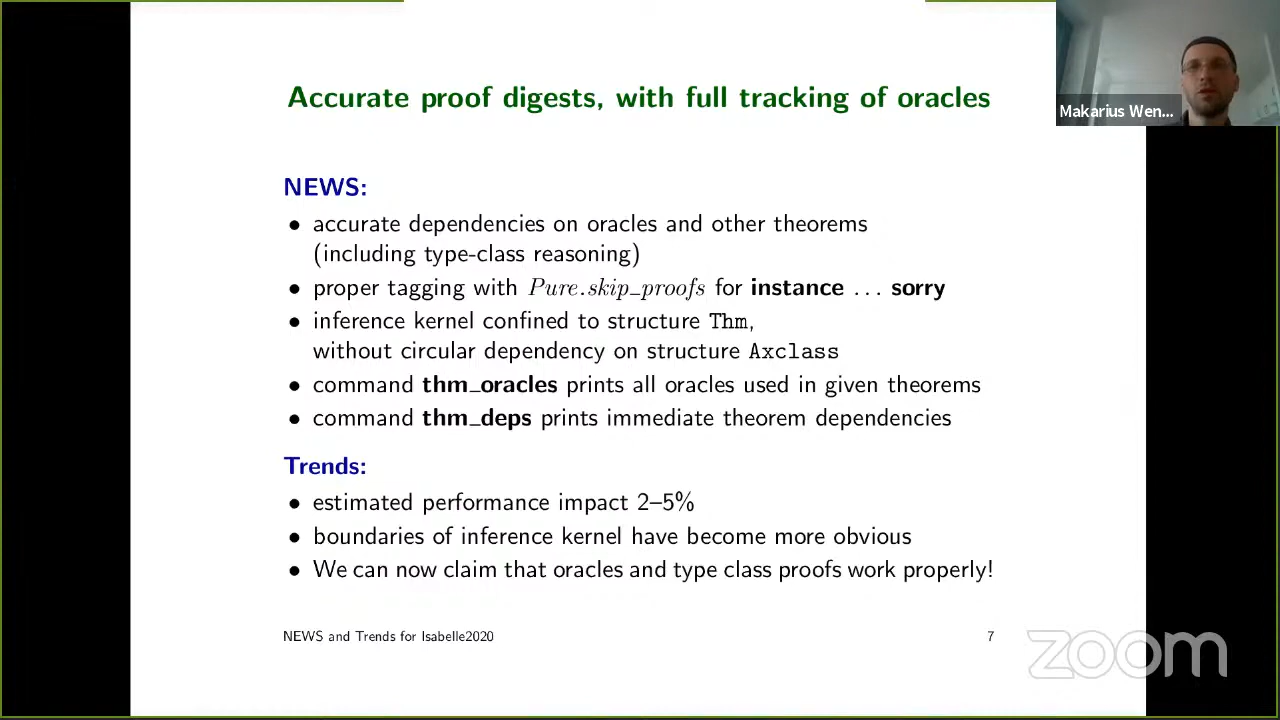 Accurate proof digests, with full tracking of oracles
Makarius Wen...
NEWS:
• accurate dependencies on oracles and other theorems
(including type-class reasoning)
• proper tagging with Pure.skip_proofs for instance ... sorry
• inference kernel confined to structure Thm,
without circular dependency on structure Axclass
• command thm_oracles prints all oracles used in given theorems
• command thm_deps prints immediate theorem dependencies
Trends:
• estimated performance impact 2–5%
• boundaries of inference kernel have become more obvious
• We can now claim that oracles and type class proofs work properly!
NEWS and Trends for Isabelle2020
7
zoom